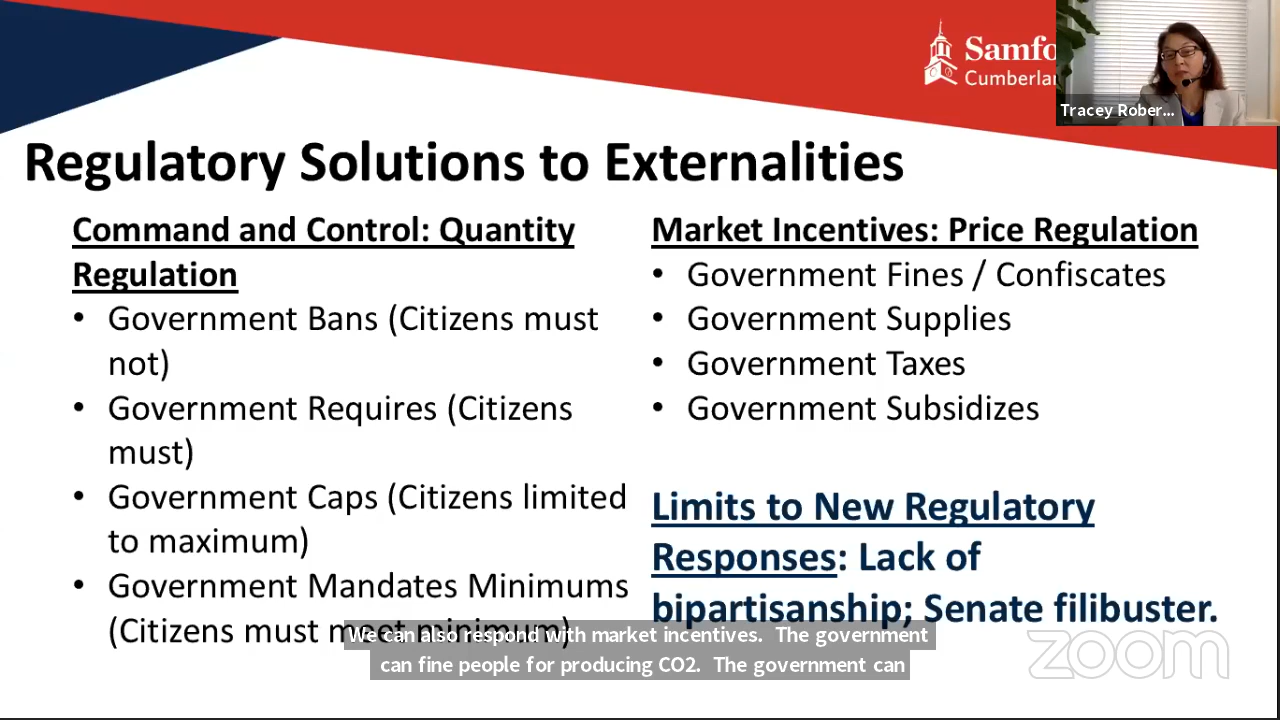 Samfo
Cumberlan
Tracey Rober...
Regulatory Solutions to Externalities
Command and Control: Quantity
Regulation
• Government Bans (Citizens must
not)
• Government Requires (Citizens
must)
• Government Caps (Citizens limited
to maximum)
• Government Mandates Minimums
(Citizens must meet minimum)
Market Incentives: Price Regulation
• Government Fines / Confiscates
• Government Supplies
• Government Taxes
• Government Subsidizes
Limits to New Regulatory
Responses: Lack of
bipartisanship; Senate filibuster.
We can also respond with market incentives. The government
can fine people for producing CO2. The government can
zoom